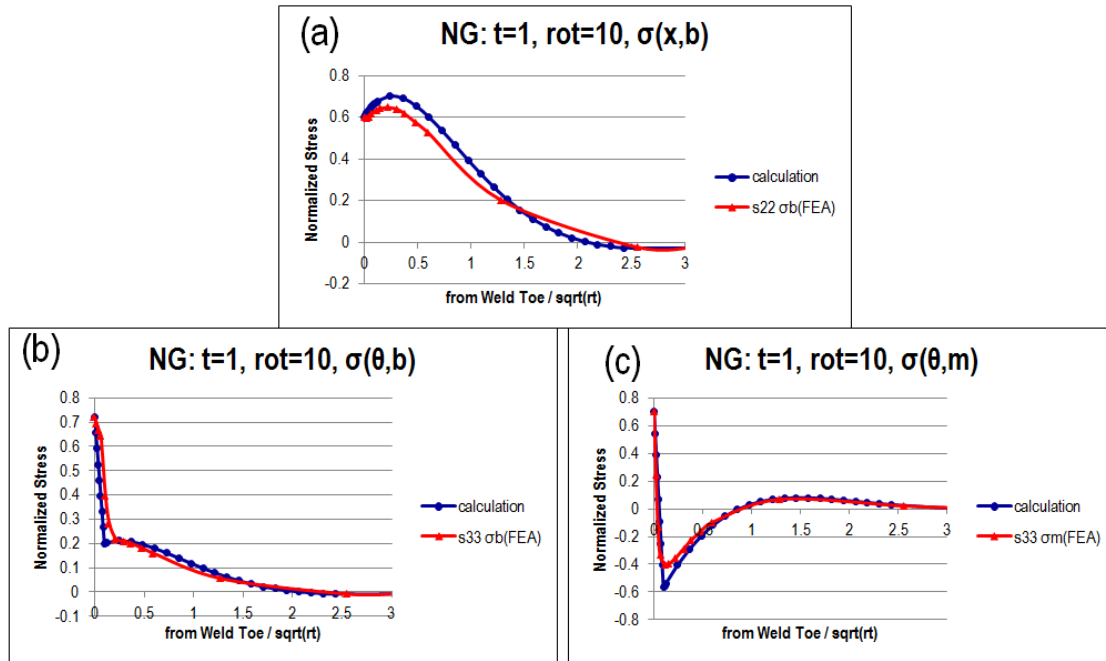 (a)
NG: t=1, rot=10, σ(x,b)
Normalized Stress
0.8
0.6
0.4
0.2
0
-0.2
0 0.5 1 1.5 2 2.5 3
from Weld Toe / sqrt(rt)
calculation
s22 σb(FEA)
(b)
NG: t=1, rot=10, σ(θ,b)
Normalized Stress
0.8
0.7
0.6
0.5
0.4
0.3
0.2
0.1
0
-0.1
0 0.5 1 1.5 2 2.5 3
from Weld Toe / sqrt(rt)
calculation
s33 σb(FEA)
(c)
NG: t=1, rot=10, σ(θ,m)
Normalized Stress
0.8
0.6
0.4
0.2
0
-0.2
-0.4
-0.6
-0.8
0 0.5 1 1.5 2 2.5 3
from Weld Toe / sqrt(rt)
calculation
s33 σm(FEA)